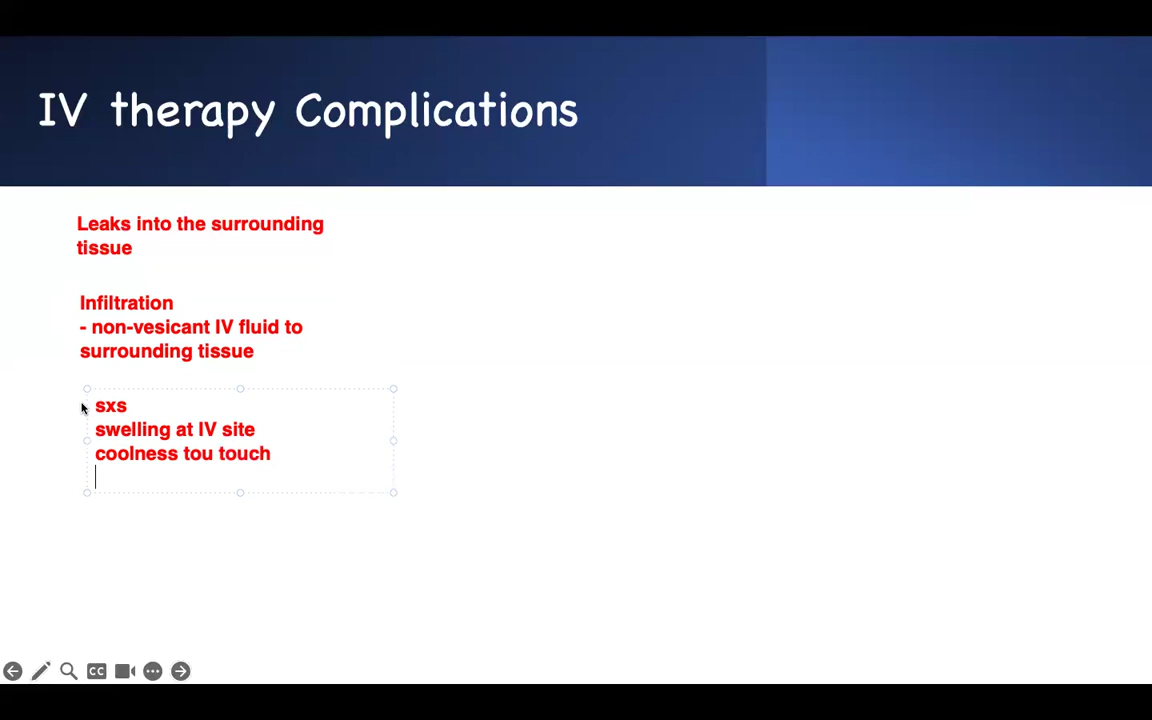 IV therapy Complications
Leaks into the surrounding
tissue
Infiltration
- non-vesicant IV fluid to
surrounding tissue
sxs
swelling at IV site
coolness tou touch
CC